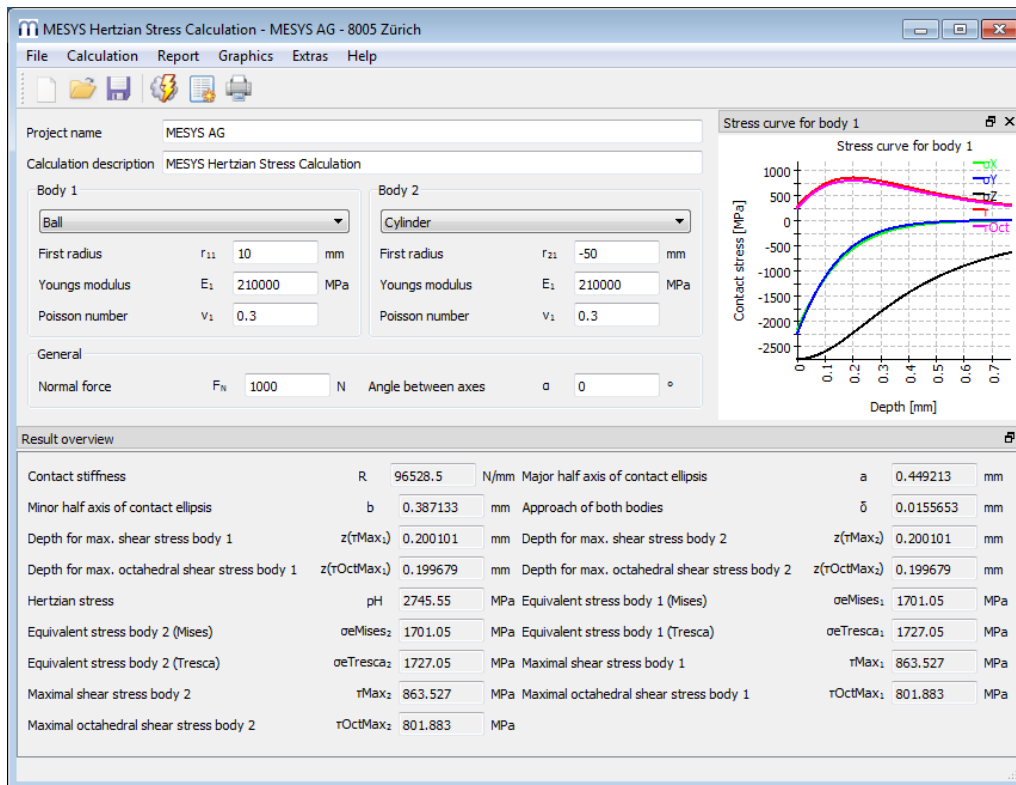 MESYS Hertzian Stress Calculation - MESYS AG - 8005 Zürich
File Calculation Report Graphics Extras Help
Project name MESYS AG
Calculation description MESYS Hertzian Stress Calculation
Body 1
Ball
First radius r₁₁ 10 mm
Youngs modulus E₁ 210000 MPa
Poisson number ν₁ 0.3
Body 2
Cylinder
First radius r₂₁ -50 mm
Youngs modulus E₁ 210000 MPa
Poisson number ν₁ 0.3
General
Normal force Fɴ 1000 N Angle between axes α 0 °
Stress curve for body 1
Stress curve for body 1
σX
σY
σZ
τ
τOct
Contact stress [MPa]
1000
500
0
-500
-1000
-1500
-2000
-2500
0 0.1 0.2 0.3 0.4 0.5 0.6 0.7
Depth [mm]
Result overview
Contact stiffness R 96528.5 N/mm Major half axis of contact ellipsis a 0.449213 mm
Minor half axis of contact ellipsis b 0.387133 mm Approach of both bodies δ 0.0155653 mm
Depth for max. shear stress body 1 z(τMax₁) 0.200101 mm Depth for max. shear stress body 2 z(τMax₂) 0.200101 mm
Depth for max. octahedral shear stress body 1 z(τOctMax₁) 0.199679 mm Depth for max. octahedral shear stress body 2 z(τOctMax₂) 0.199679 mm
Hertzian stress pH 2745.55 MPa Equivalent stress body 1 (Mises) σeMises₁ 1701.05 MPa
Equivalent stress body 2 (Mises) σeMises₂ 1701.05 MPa Equivalent stress body 1 (Tresca) σeTresca₁ 1727.05 MPa
Equivalent stress body 2 (Tresca) σeTresca₂ 1727.05 MPa Maximal shear stress body 1 τMax₁ 863.527 MPa
Maximal shear stress body 2 τMax₂ 863.527 MPa Maximal octahedral shear stress body 1 τOctMax₁ 801.883 MPa
Maximal octahedral shear stress body 2 τOctMax₂ 801.883 MPa